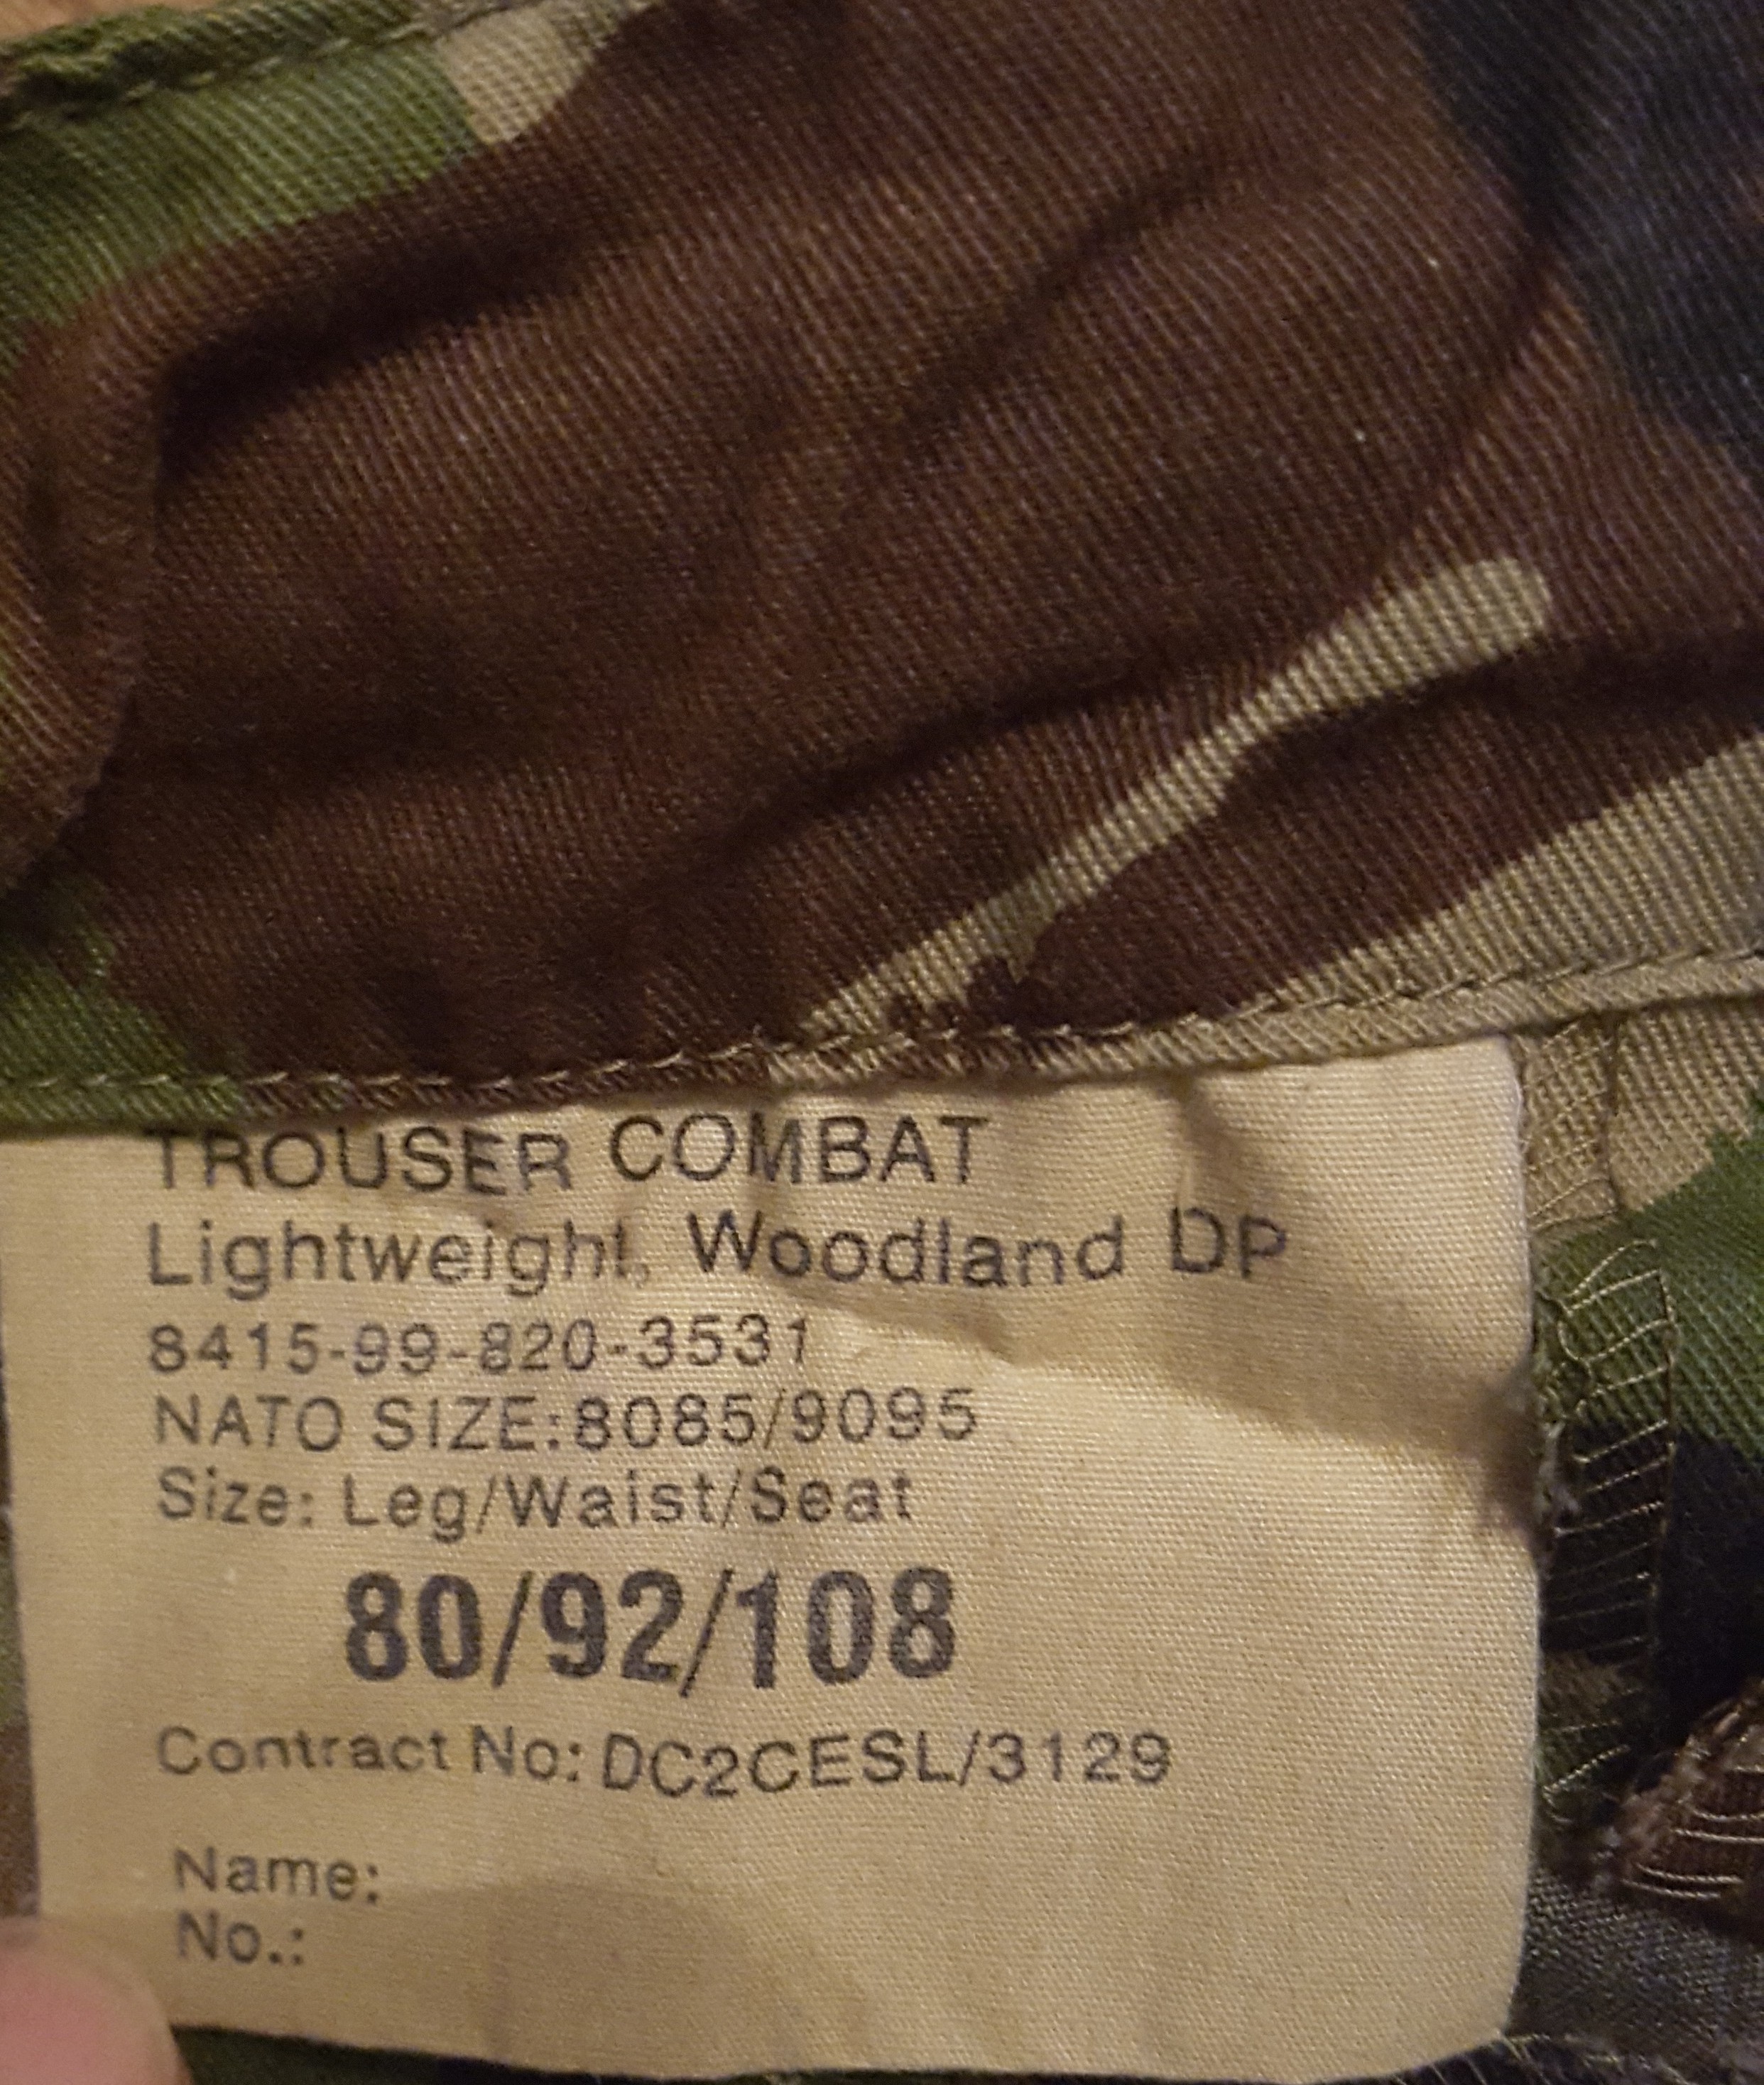 TROUSER COMBAT
Lightweight, Woodland DP
8415-99-820-3531
NATO SIZE:8085/9095
Size: Leg/Waist/Seat
80/92/108
Contract No: DC2CESL/3129
Name:
No.: